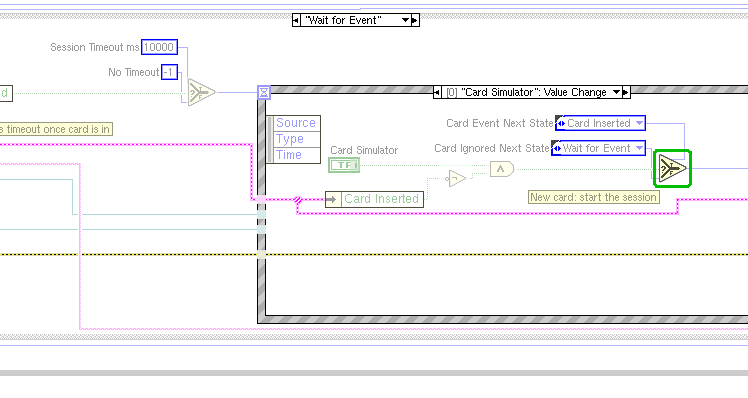 "Wait for Event"
Session Timeout ms 10000
No Timeout -1
? T F
d
[0] "Card Simulator": Value Change
s timeout once card is in
Source
Type
Time
Card Event Next State Card Inserted
Card Simulator
Card Ignored Next State Wait for Event
TF
? T F
Card Inserted
New card: start the session